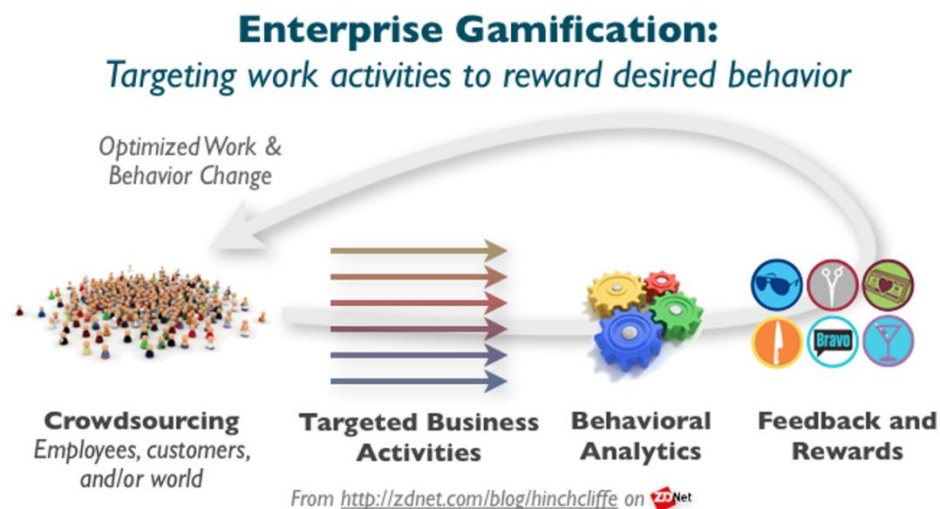 Enterprise Gamification:
Targeting work activities to reward desired behavior
Optimized Work &
Behavior Change
Bravo
Crowdsourcing
Employees, customers,
and/or world
Targeted Business
Activities
Behavioral
Analytics
Feedback and
Rewards
From http://zdnet.com/blog/hinchcliffe on ZDNet